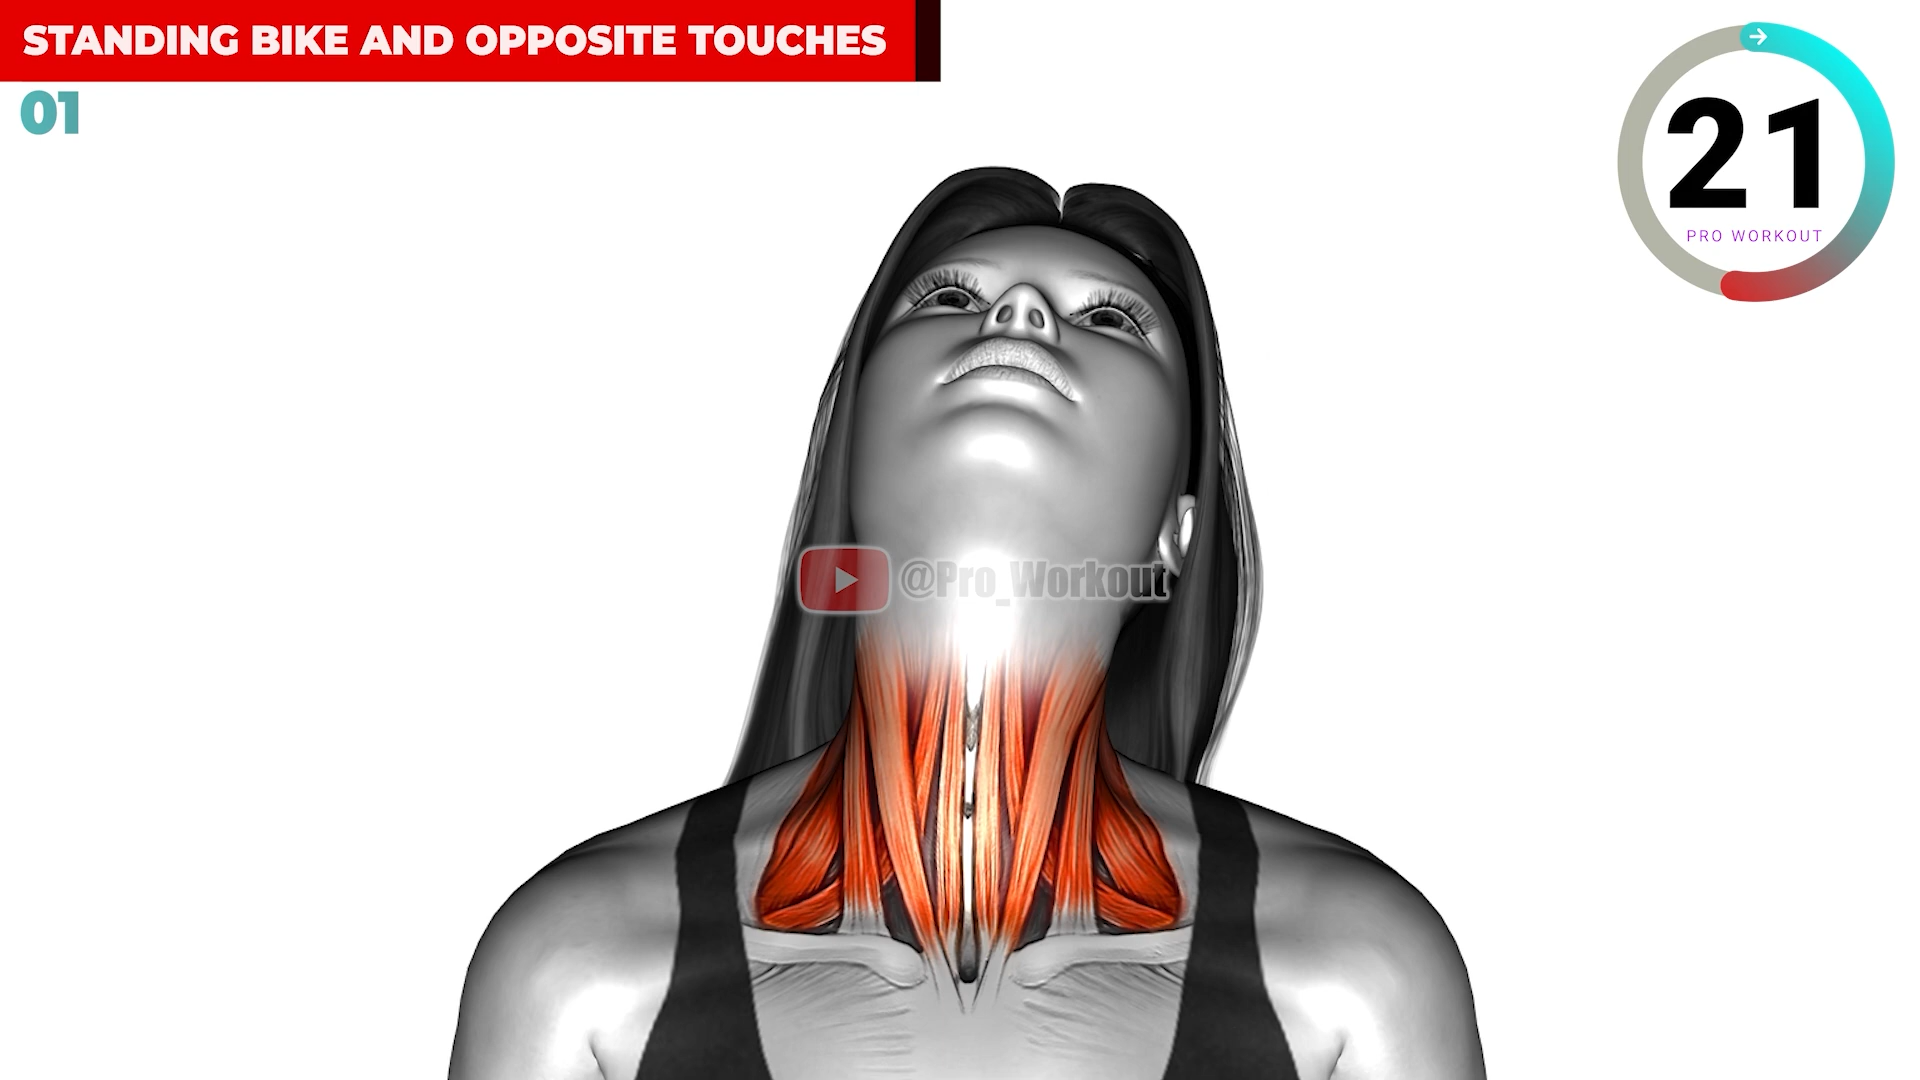 STANDING BIKE AND OPPOSITE TOUCHES
01
21
PRO WORKOUT
@Pro_Workout